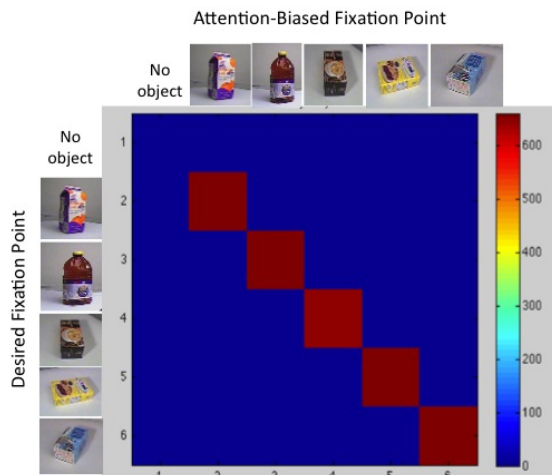 Attention-Biased Fixation Point
No
object
No
object
Desired Fixation Point
1
2
3
4
5
6
600
500
400
300
200
100
0